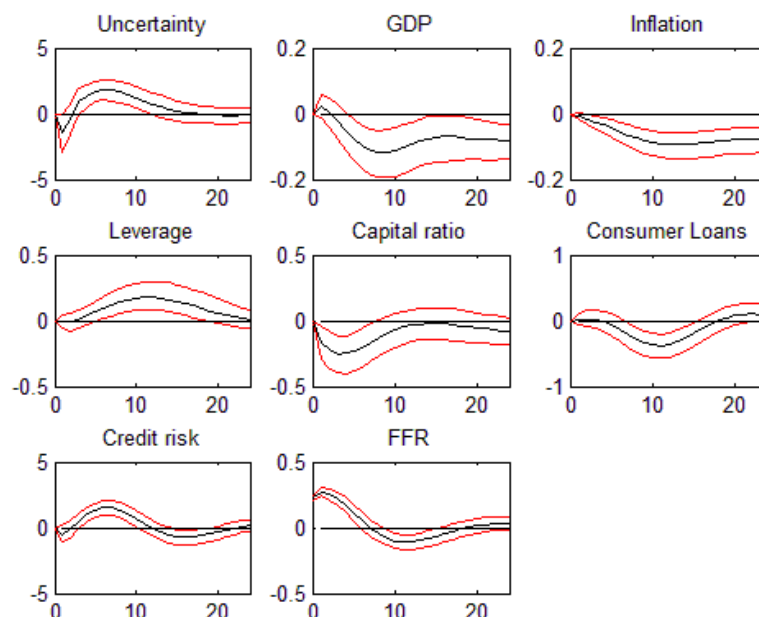 Uncertainty GDP Inflation
5 0.2 0.2
0 0 0
-5 -0.2 -0.2
0 10 20 0 10 20 0 10 20
Leverage Capital ratio Consumer Loans
0.5 0.5 1
0 0 0
-0.5 -0.5 -1
0 10 20 0 10 20 0 10 20
Credit risk FFR
5 0.5
0 0
-5 -0.5
0 10 20 0 10 20